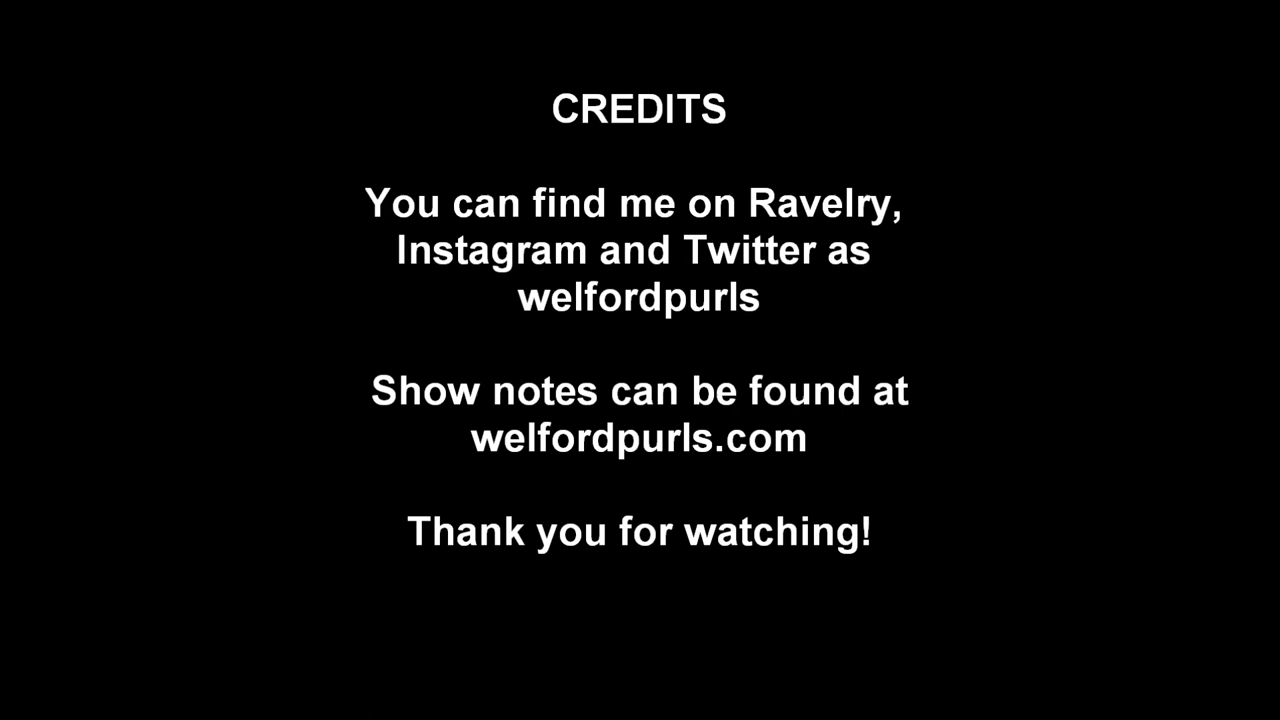 CREDITS
You can find me on Ravelry,
Instagram and Twitter as
welfordpurls
Show notes can be found at
welfordpurls.com
Thank you for watching!